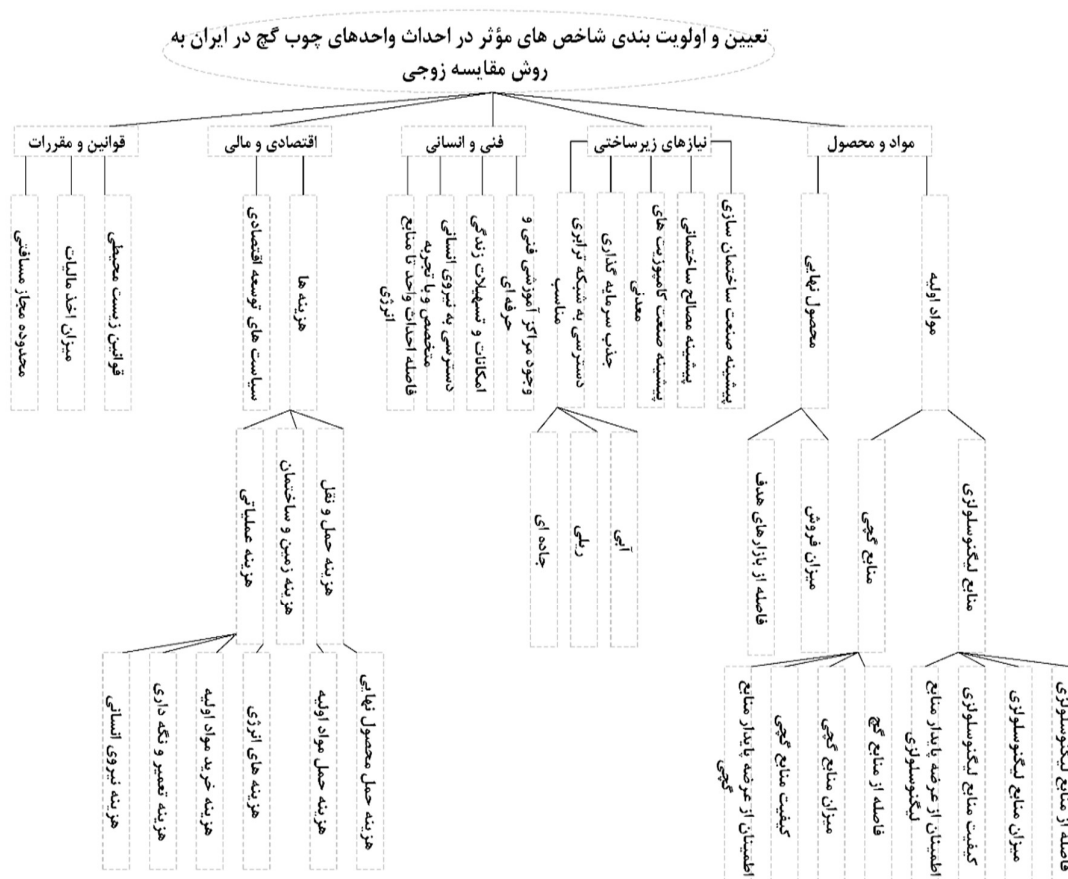 تعیین و اولویت بندی شاخص های مؤثر در احداث واحدهای چوب گچ در ایران به
روش مقایسه زوجی
مواد و محصول
نیازهای زیرساختی
فنی و انسانی
اقتصادی و مالی
قوانین و مقررات
مواد اولیه
محصول نهایی
پیشینه صنعت ساختمان سازی
پیشینه مصالح ساختمانی
پیشینه صنعت کامپوزیت های
معدنی
جذب سرمایه گذاری
دسترسی به شبکه ترابری
مناسب
وجود مراکز آموزشی فنی و
حرفه ای
امکانات و تسهیلات زندگی
دسترسی به نیروی انسانی
متخصص و با تجربه
فاصله احداث واحد تا منابع
انرژی
هزینه ها
سیاست های توسعه اقتصادی
قوانین زیست محیطی
میزان اخذ مالیات
محدوده مجاز مسافتی
منابع لیگنوسلولزی
منابع گچی
میزان فروش
فاصله از بازارهای هدف
آبی
ریلی
جاده ای
هزینه حمل و نقل
هزینه زمین و ساختمان
هزینه عملیاتی
فاصله از منابع لیگنوسلولزی
میزان منابع لیگنوسلولزی
کیفیت منابع لیگنوسلولزی
اطمینان از عرضه پایدار منابع
لیگنوسلولزی
فاصله از منابع گچ
میزان منابع گچی
کیفیت منابع گچی
اطمینان از عرضه پایدار منابع
گچی
هزینه حمل محصول نهایی
هزینه حمل مواد اولیه
هزینه های انرژی
هزینه خرید مواد اولیه
هزینه تعمیر و نگه داری
هزینه نیروی انسانی